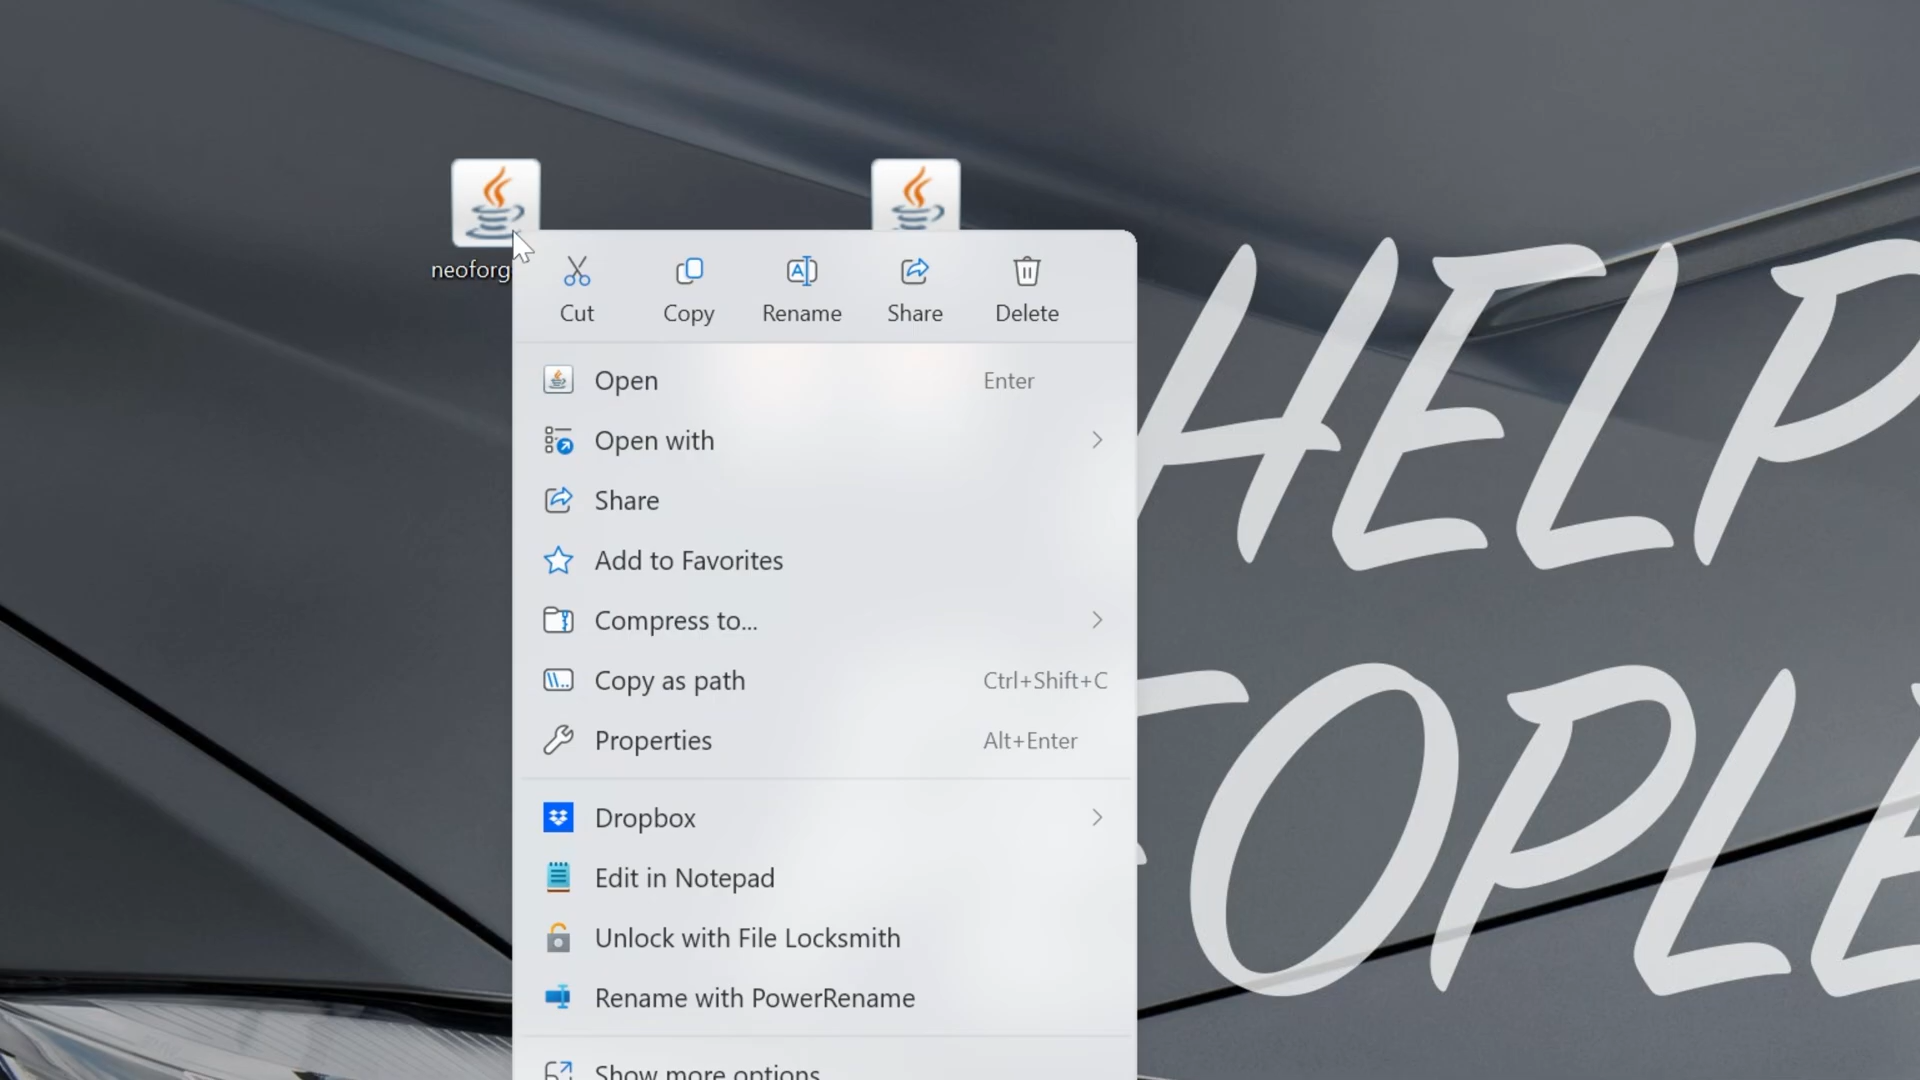 neoforg
Cut
Copy
Rename
Share
Delete
Open
Enter
Open with
Share
Add to Favorites
Compress to...
Copy as path
Ctrl+Shift+C
Properties
Alt+Enter
Dropbox
Edit in Notepad
Unlock with File Locksmith
Rename with PowerRename
Show more options
HELP
EOPLE